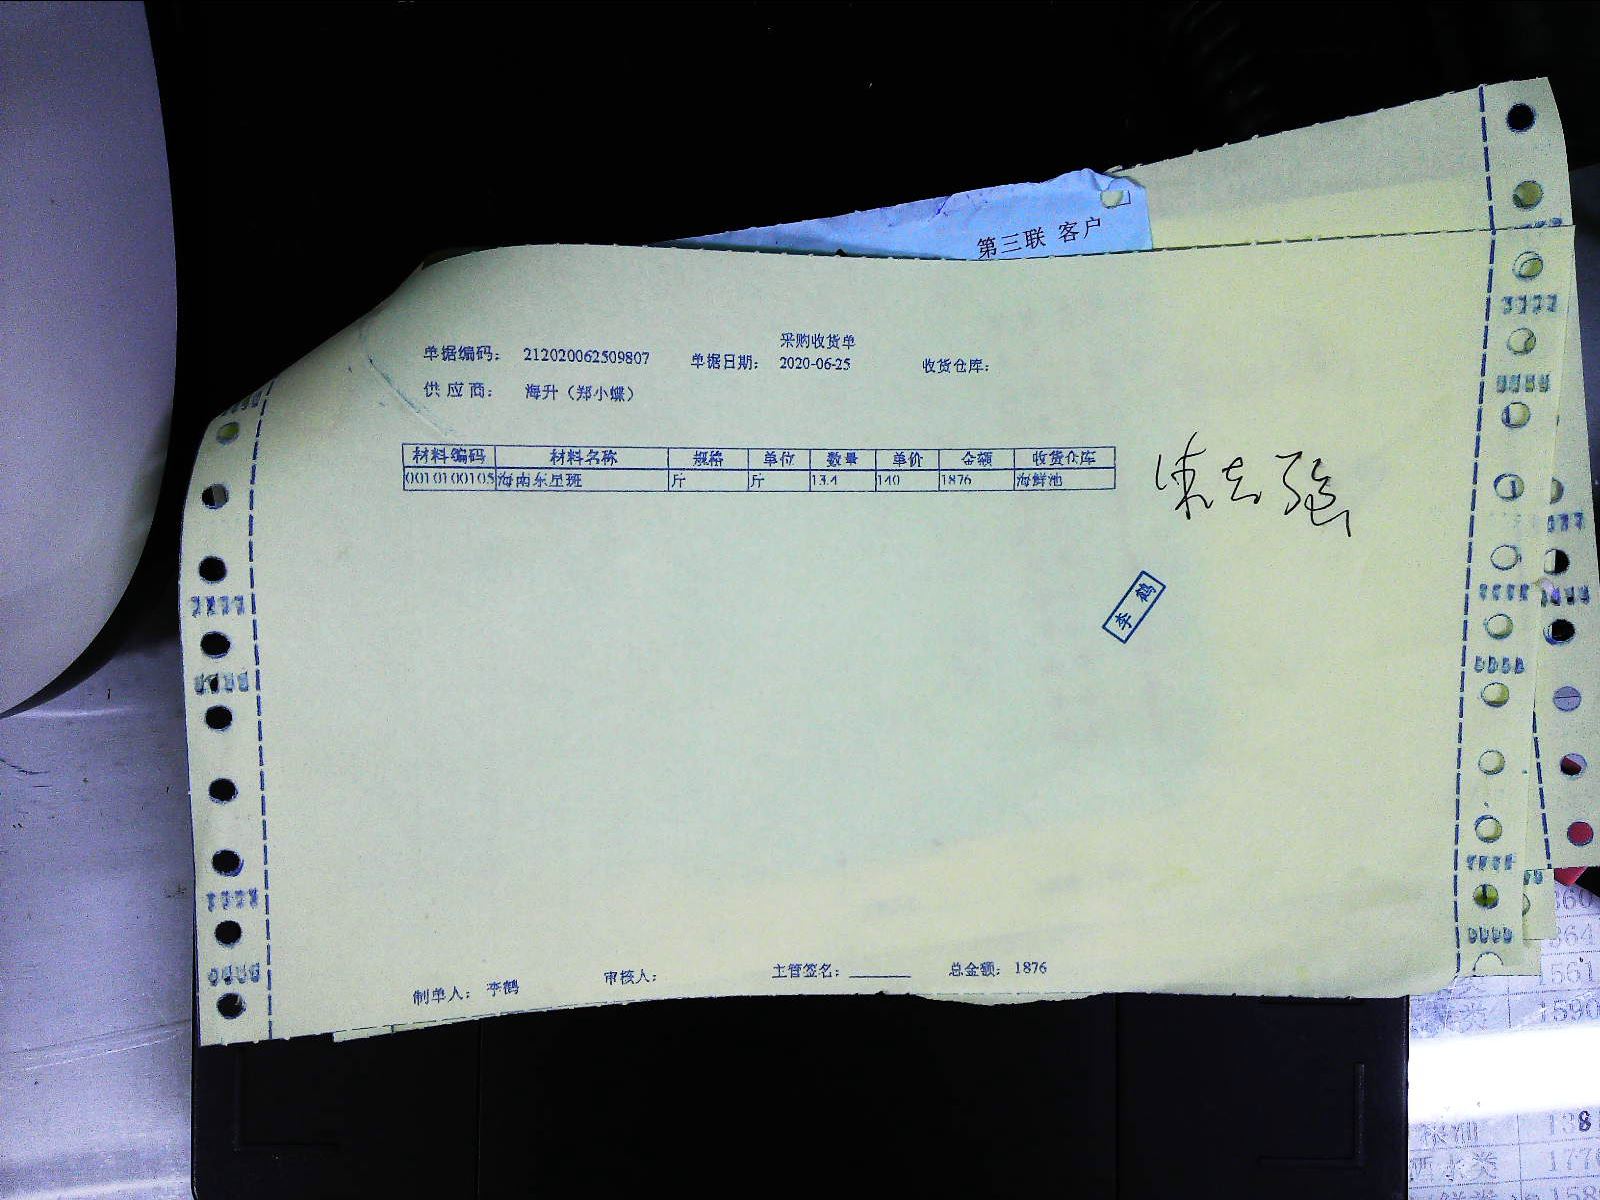 第三联 客户
采购收货单
单据编码: 212020062509807 单据日期: 2020-06-25 收货仓库:
供应商: 海升（郑小蝶）
材料编码 材料名称 规格 单位 数量 单价 金额 收货仓库
0010100105 海南东星班 斤 斤 13.4 140 1876 海鲜池
李鹤
制单人: 李鹤 审核人: 主管签名: ______ 总金额: 1876